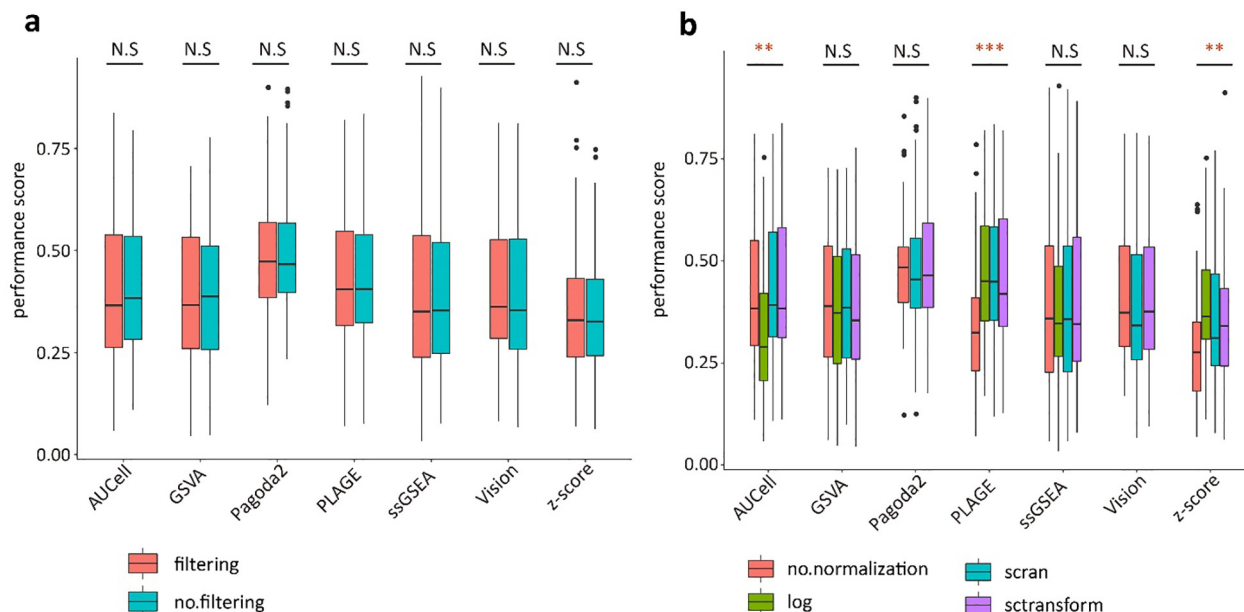 a
N.S N.S N.S N.S N.S N.S N.S
performance score
0.75
0.50
0.25
0.00
AUCell GSVA Pagoda2 PLAGE ssGSEA Vision z-score
filtering
no.filtering
b
** N.S N.S *** N.S N.S **
performance score
0.75
0.50
0.25
0.00
AUCell GSVA Pagoda2 PLAGE ssGSEA Vision z-score
no.normalization scran
log sctransform